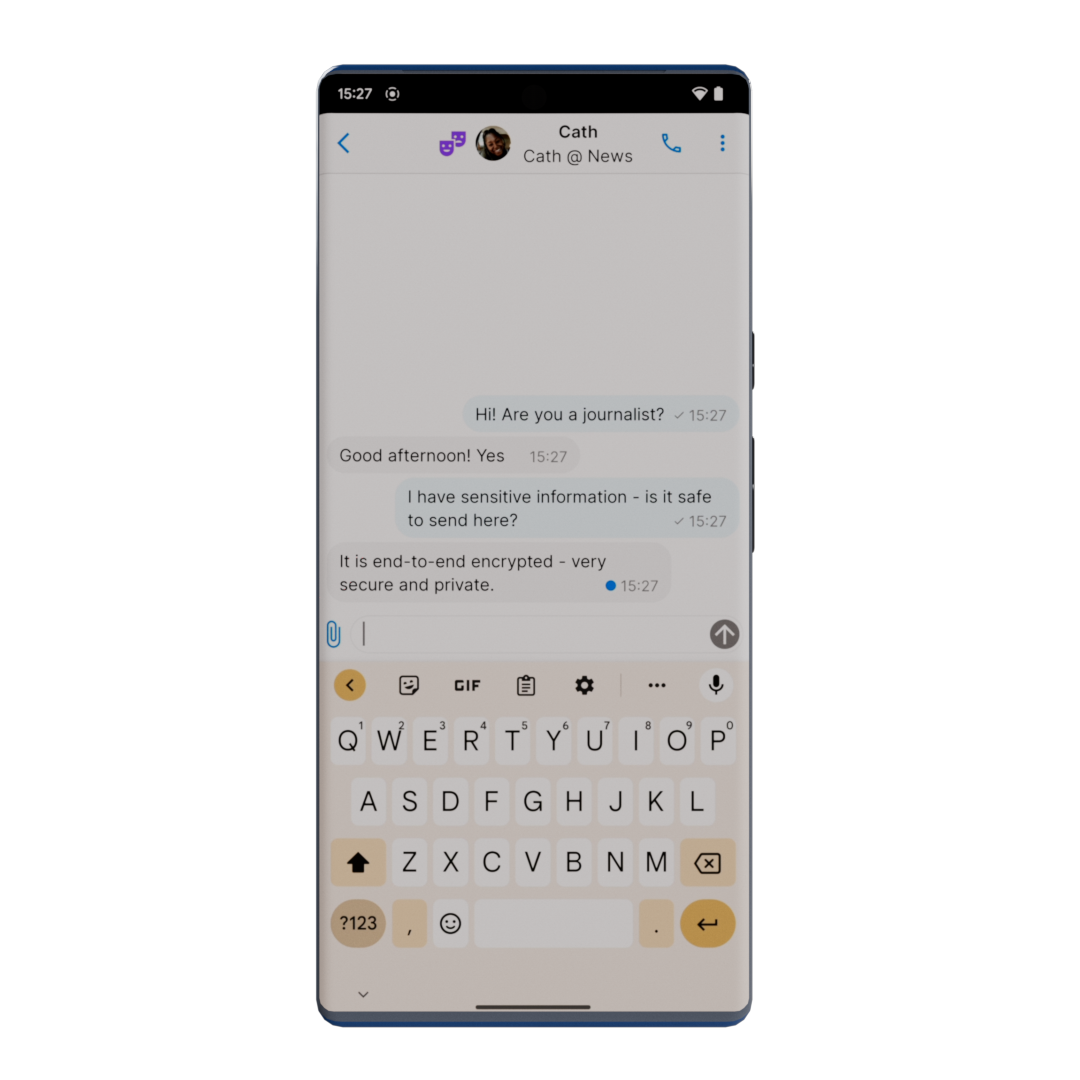 15:27
Cath
Cath @ News
Hi! Are you a journalist? 15:27
Good afternoon! Yes 15:27
I have sensitive information - is it safe
to send here? 15:27
It is end-to-end encrypted - very
secure and private. 15:27
GIF
1 2 3 4 5 6 7 8 9 0
Q W E R T Y U I O P
A S D F G H J K L
Z X C V B N M
?123 , .